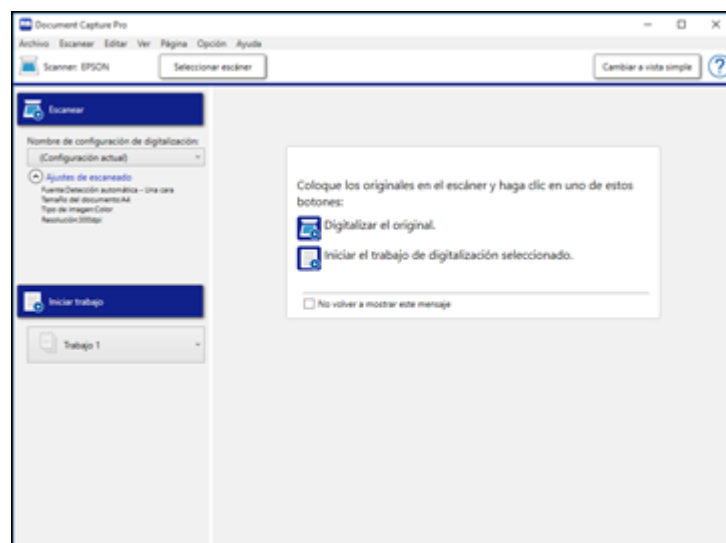 Document Capture Pro
Archivo Escanear Editar Ver Página Opción Ayuda
Scanner: EPSON
Seleccionar escáner
Cambiar a vista simple
?
Escanear
Nombre de configuración de digitalización:
(Configuración actual)
Ajustes de escaneado
Fuente:Detección automática – Una cara
Tamaño del documento:A4
Tipo de imagen:Color
Resolución:200dpi
Coloque los originales en el escáner y haga clic en uno de estos
botones:
Digitalizar el original.
Iniciar el trabajo de digitalización seleccionado.
No volver a mostrar este mensaje
Iniciar trabajo
Trabajo 1